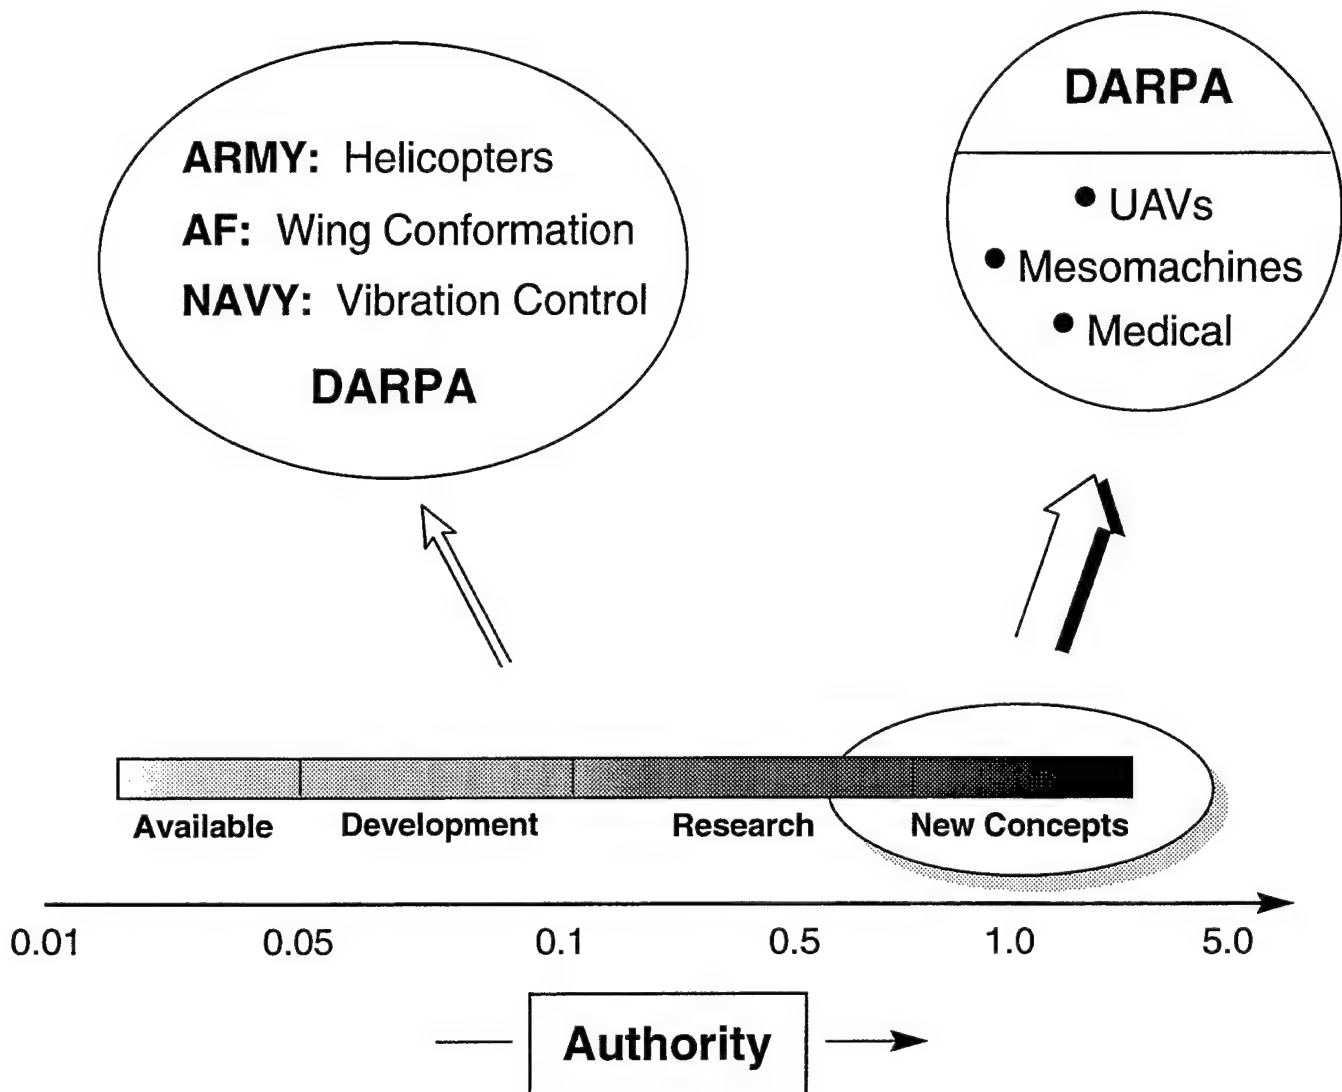 ARMY: Helicopters
AF: Wing Conformation
NAVY: Vibration Control
DARPA
DARPA
● UAVs
● Mesomachines
● Medical
Available Development Research New Concepts
0.01 0.05 0.1 0.5 1.0 5.0
Authority